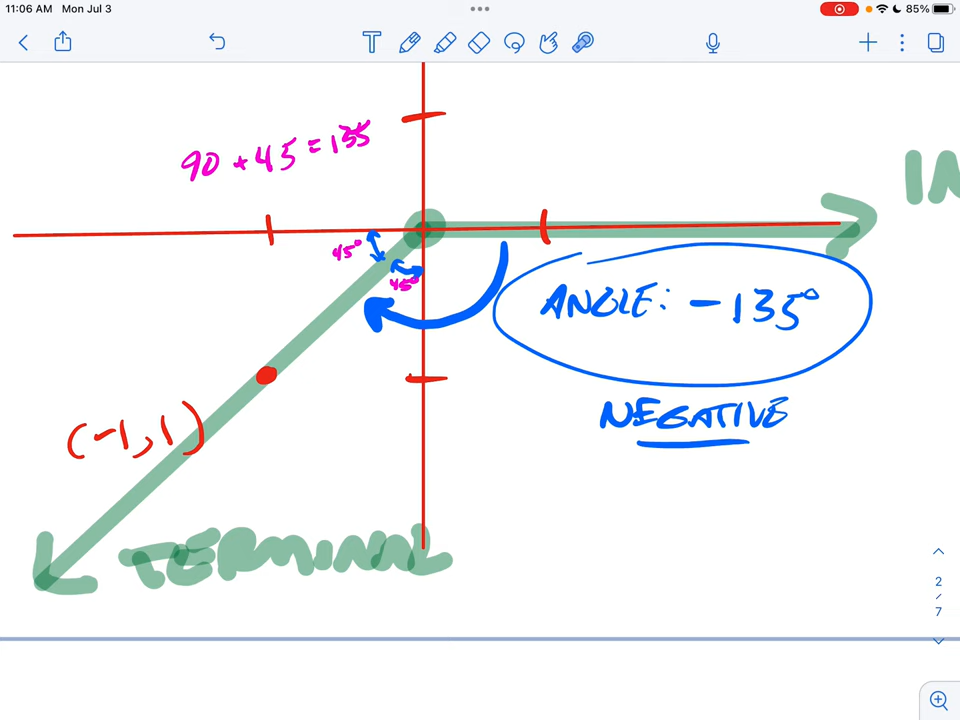 11:06 AM Mon Jul 3
85%
T
90 + 45 = 135
IN
45°
45°
ANGLE: -135°
NEGATIVE
(-1,1)
TERMINAL
2
/
7